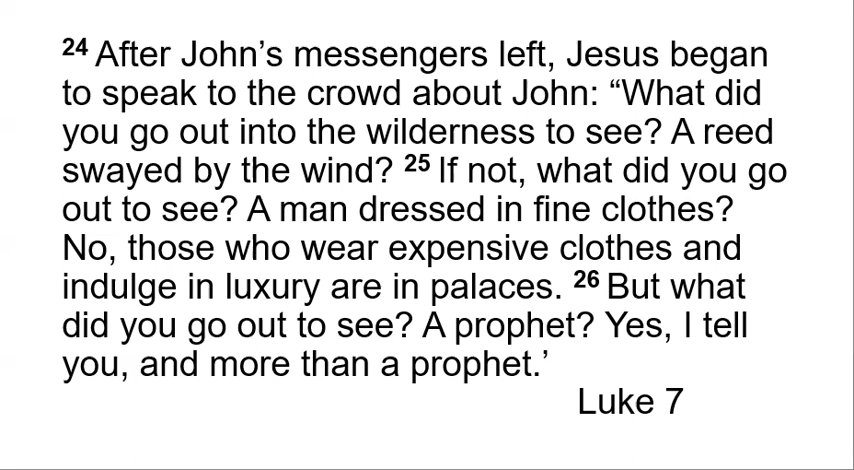 24 After John’s messengers left, Jesus began
to speak to the crowd about John: “What did
you go out into the wilderness to see? A reed
swayed by the wind? 25 If not, what did you go
out to see? A man dressed in fine clothes?
No, those who wear expensive clothes and
indulge in luxury are in palaces. 26 But what
did you go out to see? A prophet? Yes, I tell
you, and more than a prophet.’
Luke 7